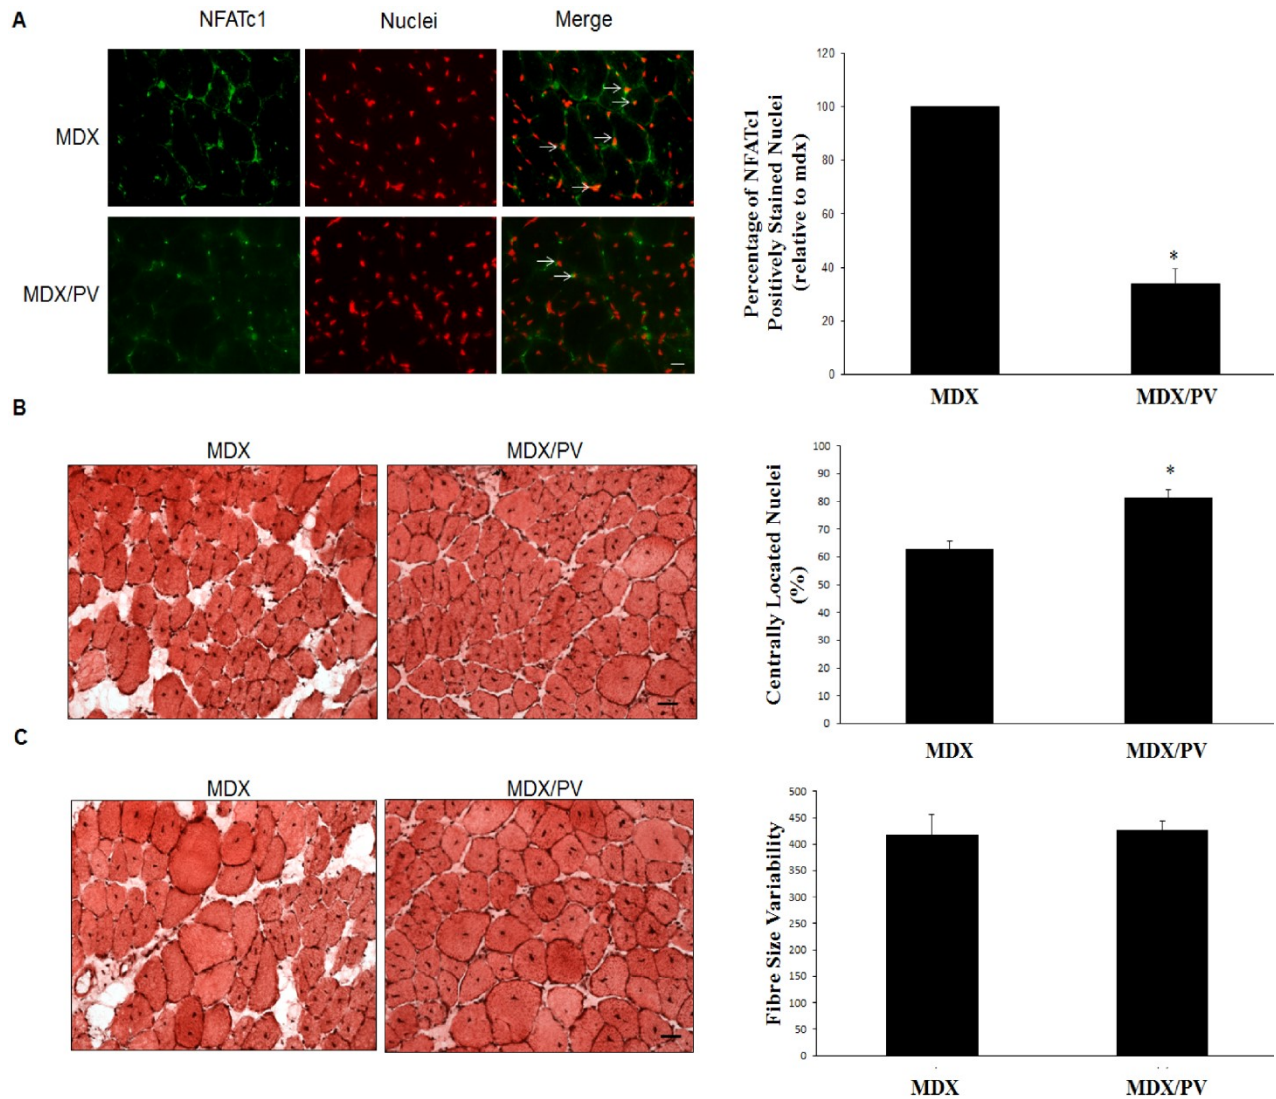 A
NFATc1
Nuclei
Merge
MDX
MDX/PV
Percentage of NFATc1
Positively Stained Nuclei
(relative to mdx)
120
100
80
60
40
20
0
*
MDX
MDX/PV
B
MDX
MDX/PV
Centrally Located Nuclei
(%)
100
90
80
70
60
50
40
30
20
10
0
*
MDX
MDX/PV
C
MDX
MDX/PV
Fibre Size Variability
500
450
400
350
300
250
200
150
100
50
0
MDX
MDX/PV